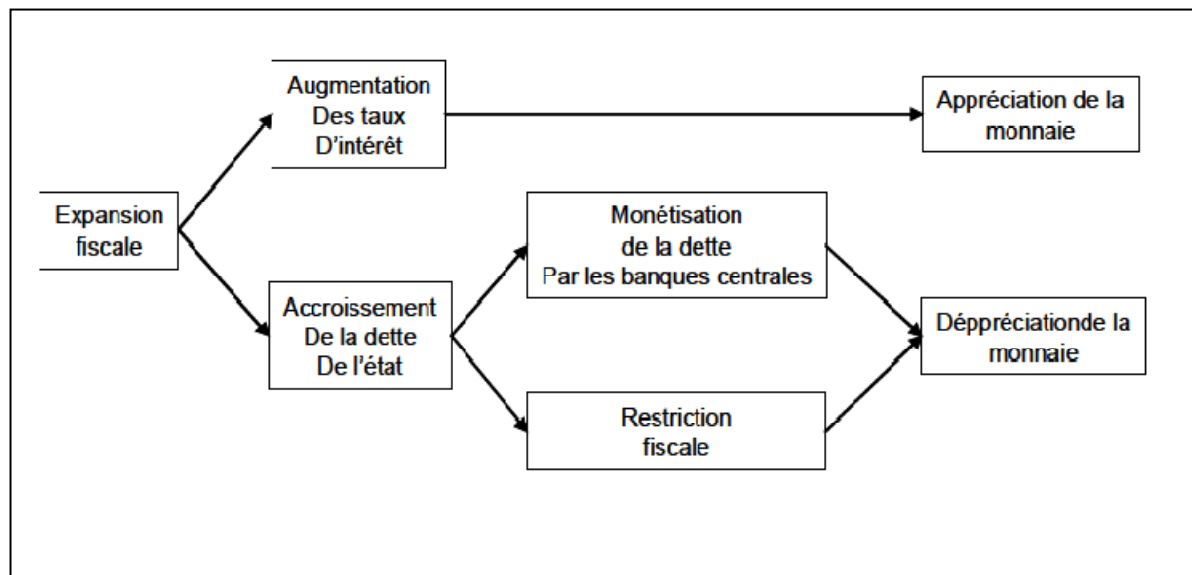 Augmentation
Des taux
D'intérêt
Appréciation de la
monnaie
Expansion
fiscale
Monétisation
de la dette
Par les banques centrales
Accroissement
De la dette
De l'état
Déppréciationde la
monnaie
Restriction
fiscale